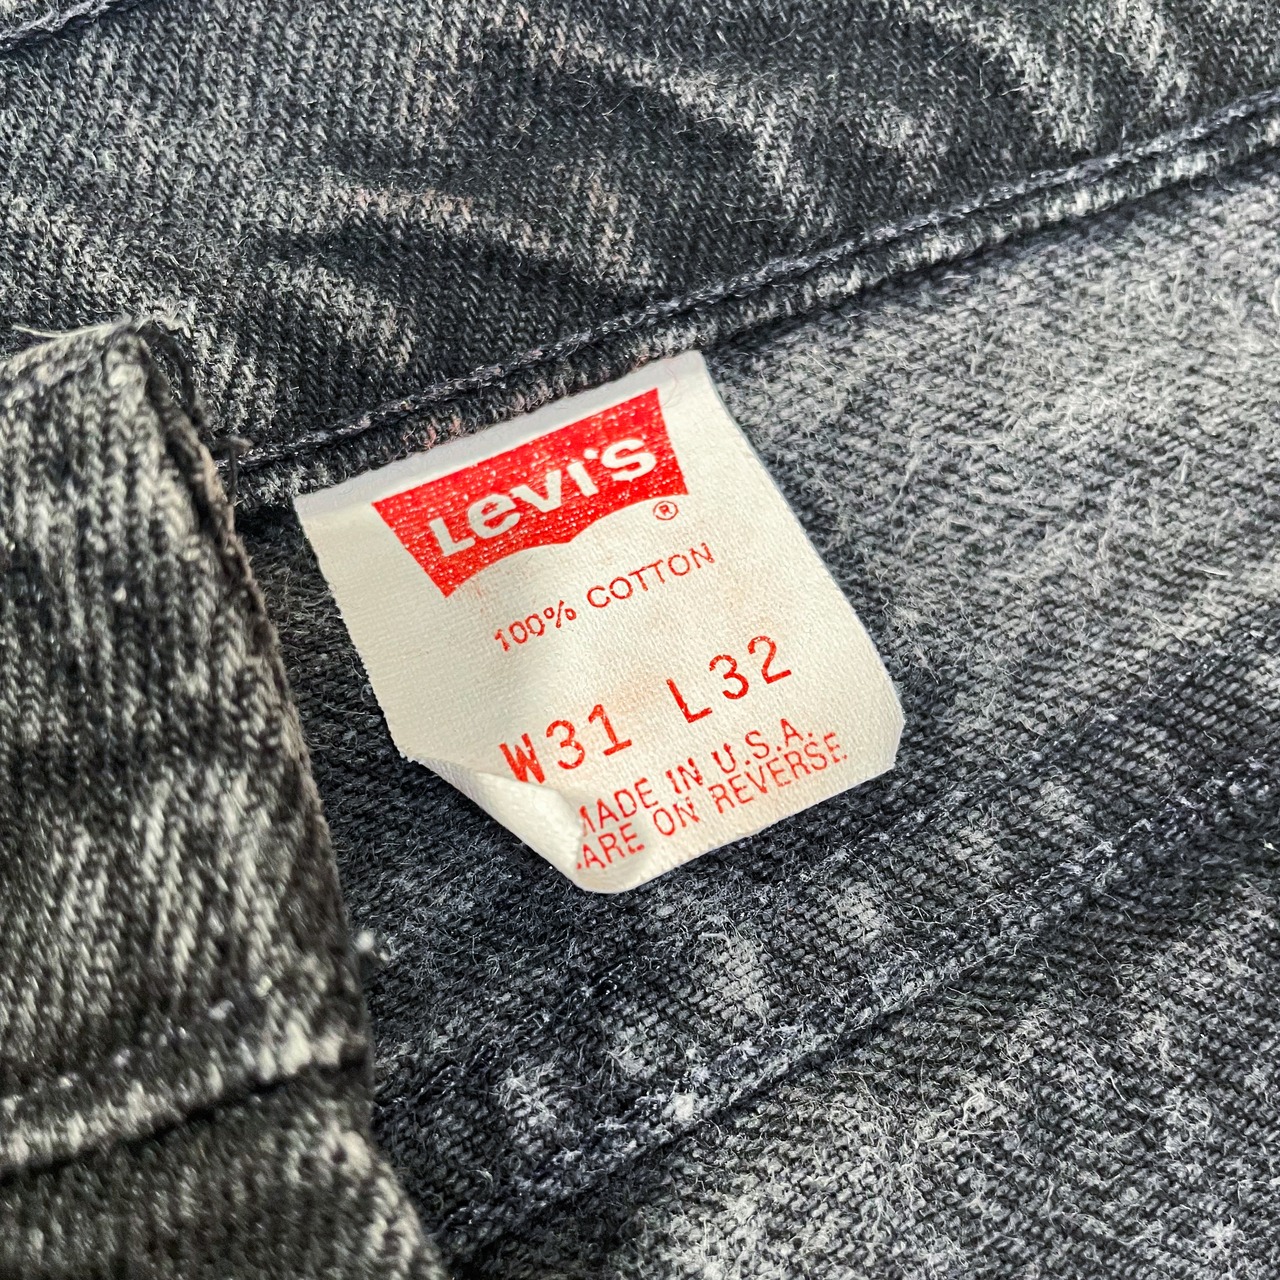 Levi's
®
100% COTTON
W31 L32
MADE IN U.S.A.
ARE ON REVERSE